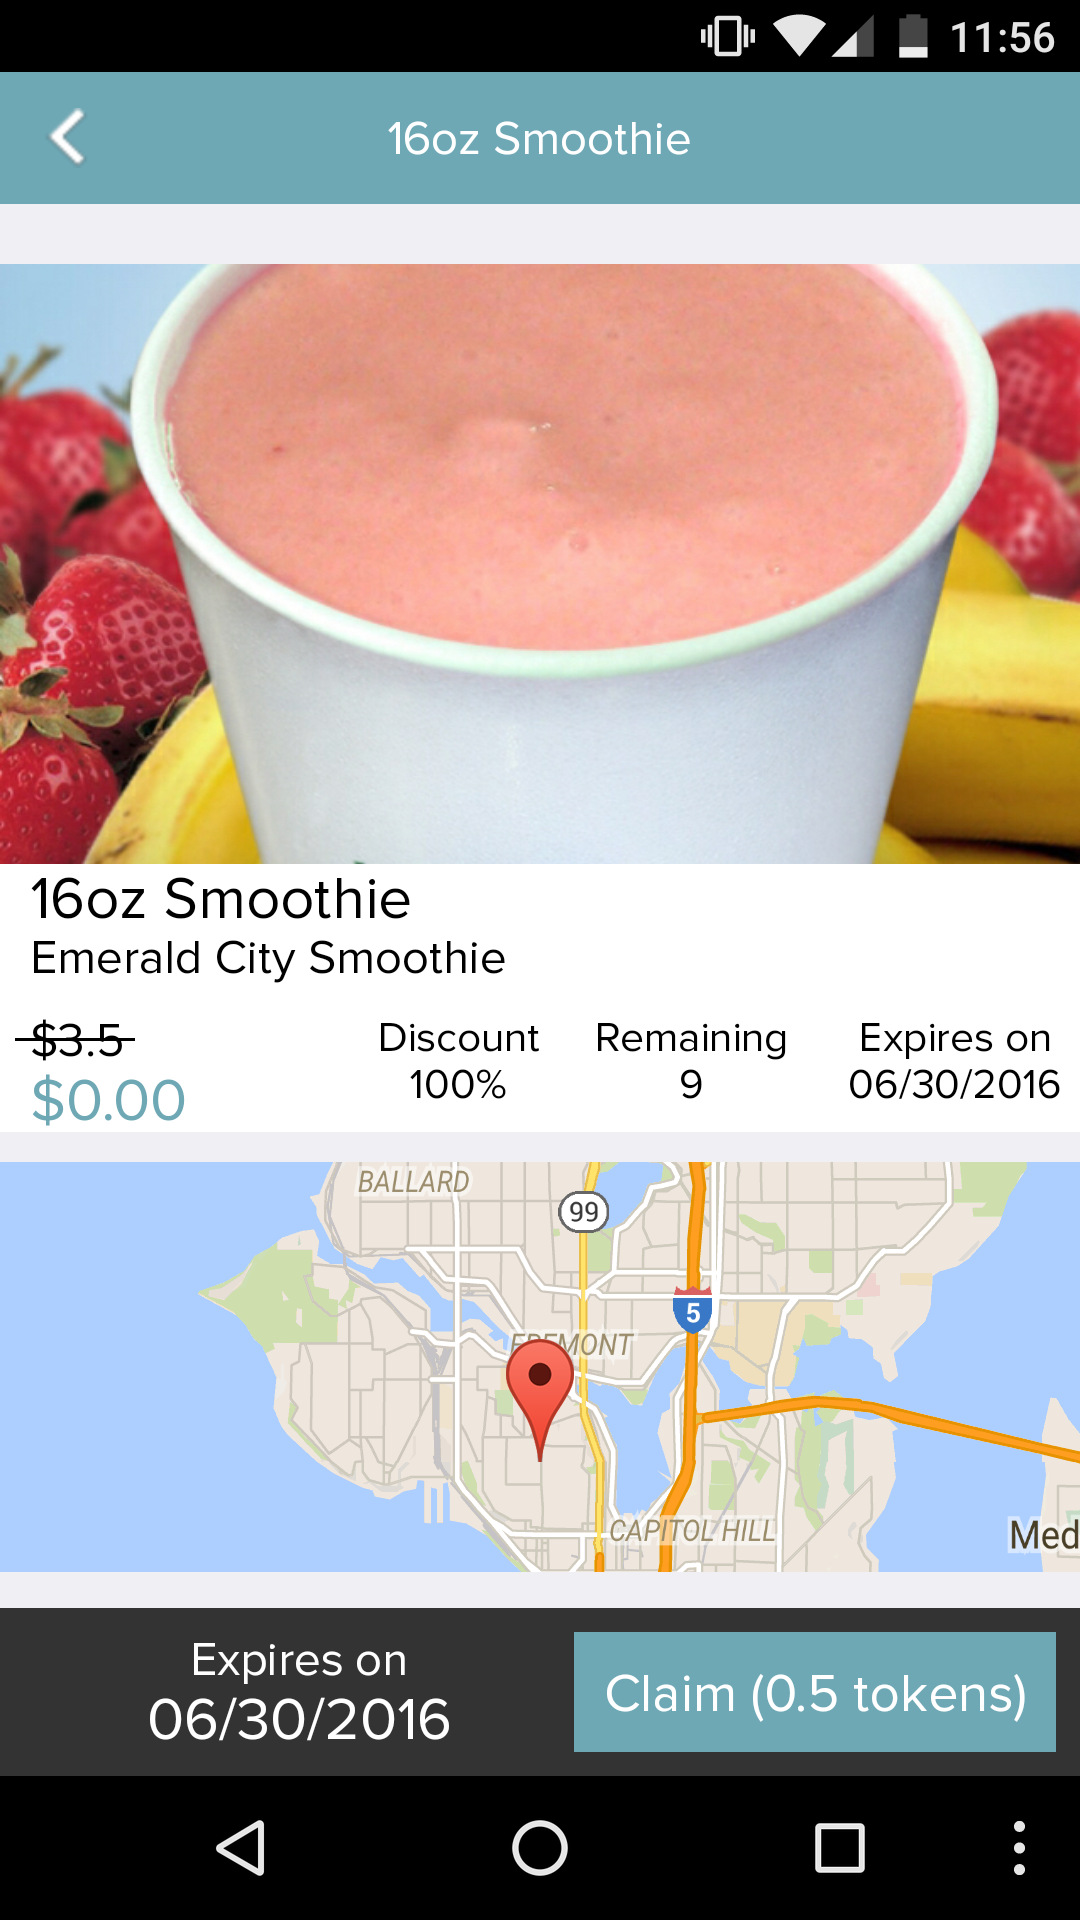 11:56
16oz Smoothie
16oz Smoothie
Emerald City Smoothie
$3.5
$0.00
Discount
100%
Remaining
9
Expires on
06/30/2016
BALLARD
99
5
FREMONT
CAPITOL HILL
Med
Expires on
06/30/2016
Claim (0.5 tokens)